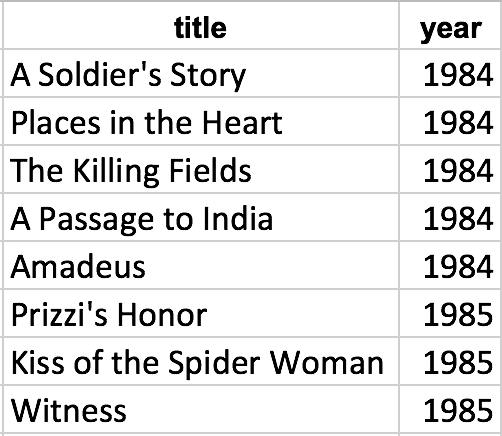 title year
A Soldier's Story 1984
Places in the Heart 1984
The Killing Fields 1984
A Passage to India 1984
Amadeus 1984
Prizzi's Honor 1985
Kiss of the Spider Woman 1985
Witness 1985